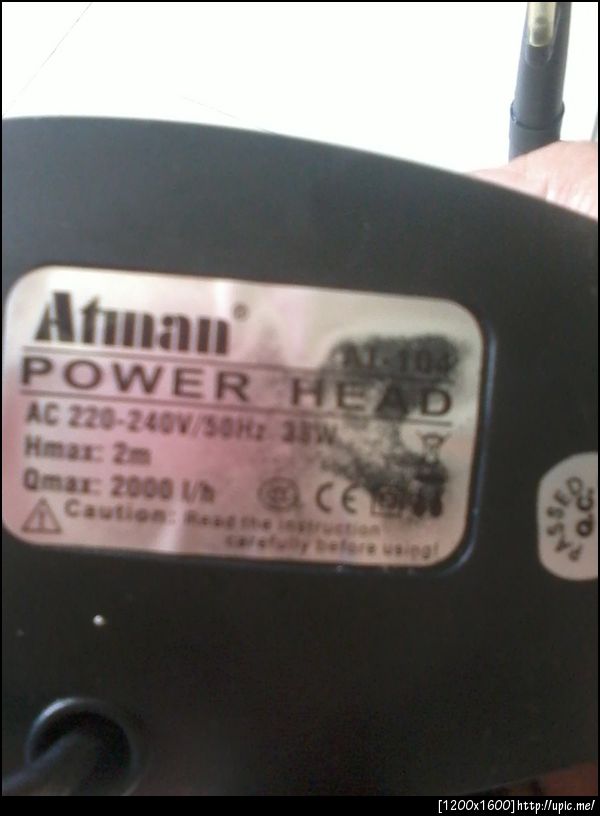 Atman®
AT-104
POWER HEAD
AC 220-240V/50Hz 38W
Hmax: 2m
Qmax: 2000 l/h
CE
Caution: Read the instruction
carefully before using!
PASSED
Q.C.
[1200x1600]http://upic.me/